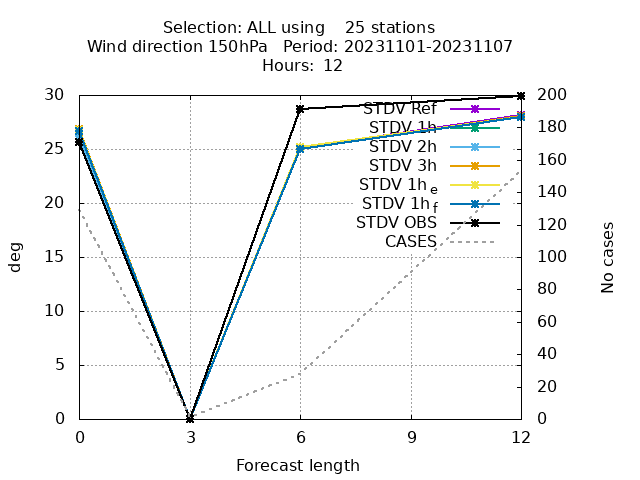 Selection: ALL using    25 stations
Wind direction 150hPa   Period: 20231101-20231107
Hours:  12
30
25
20
15
10
5
0
200
180
160
140
120
100
80
60
40
20
0
deg
No cases
STDV Ref
STDV 1h
STDV 2h
STDV 3h
STDV 1h e
STDV 1h f
STDV OBS
CASES
0 3 6 9 12
Forecast length